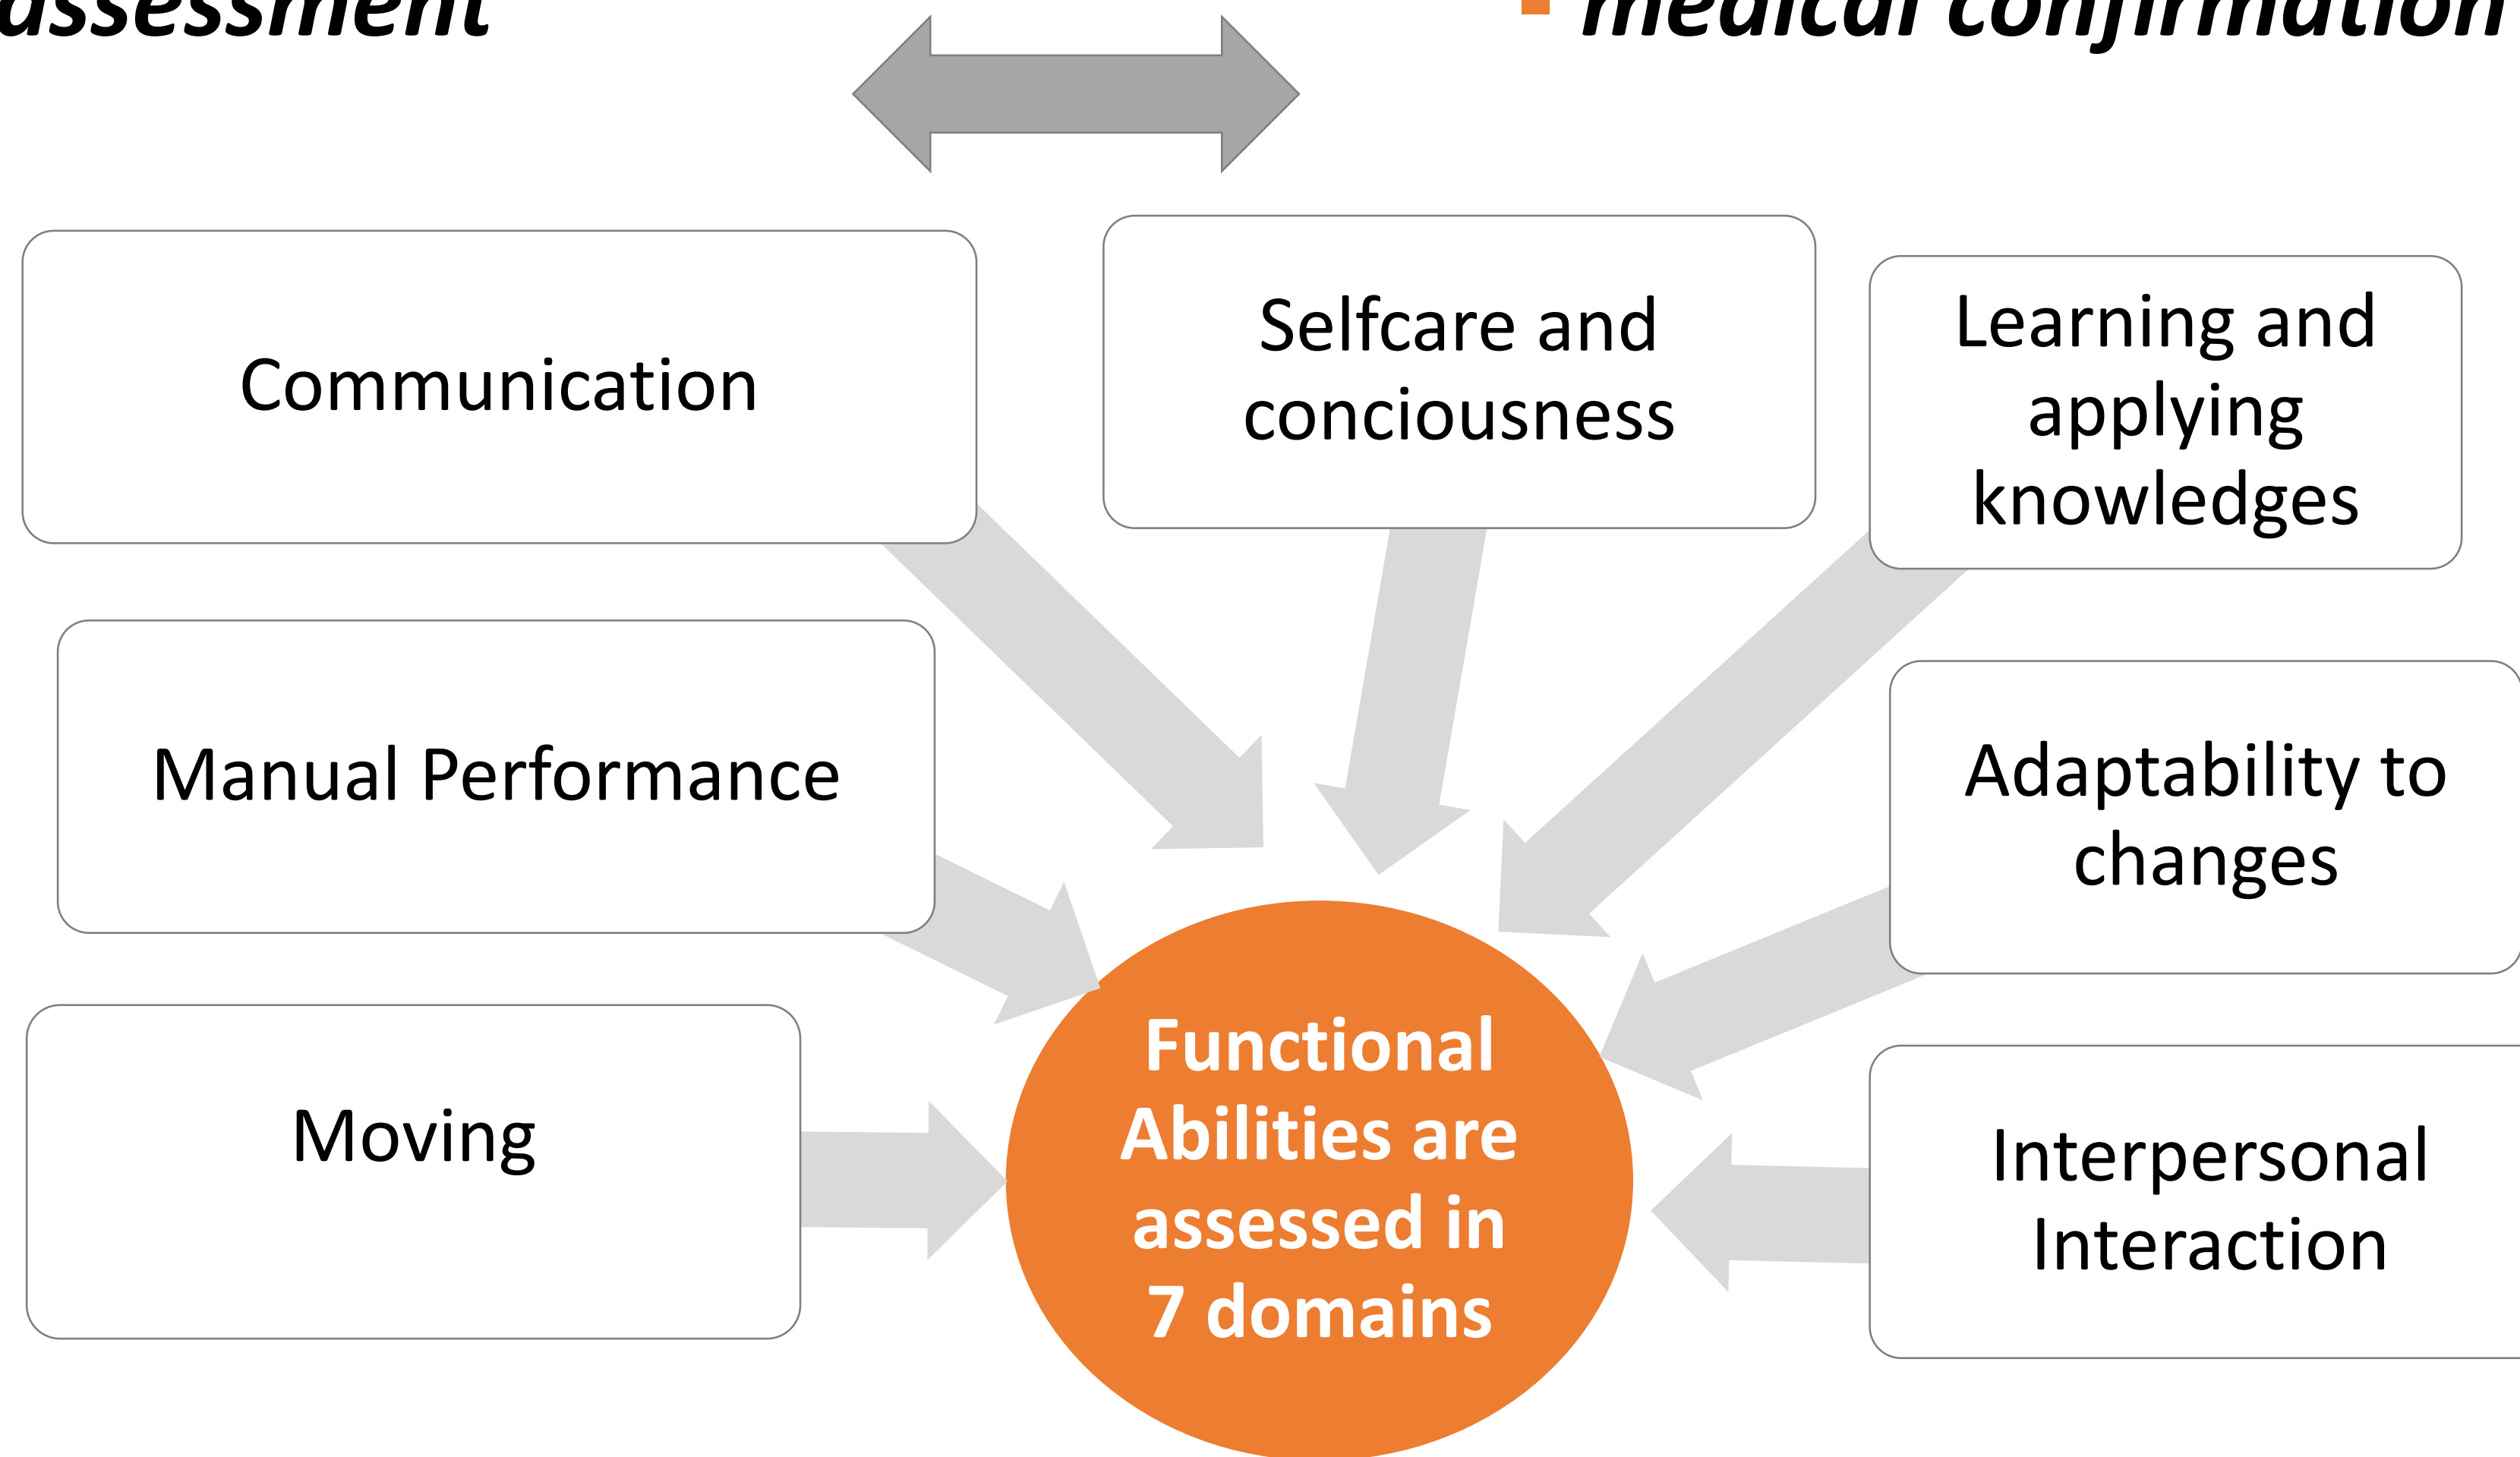 assessment
medical confirmation
Communication
Selfcare and
conciousness
Learning and
applying
knowledges
Manual Performance
Adaptability to
changes
Moving
Interpersonal
Interaction
Functional
Abilities are
assessed in
7 domains